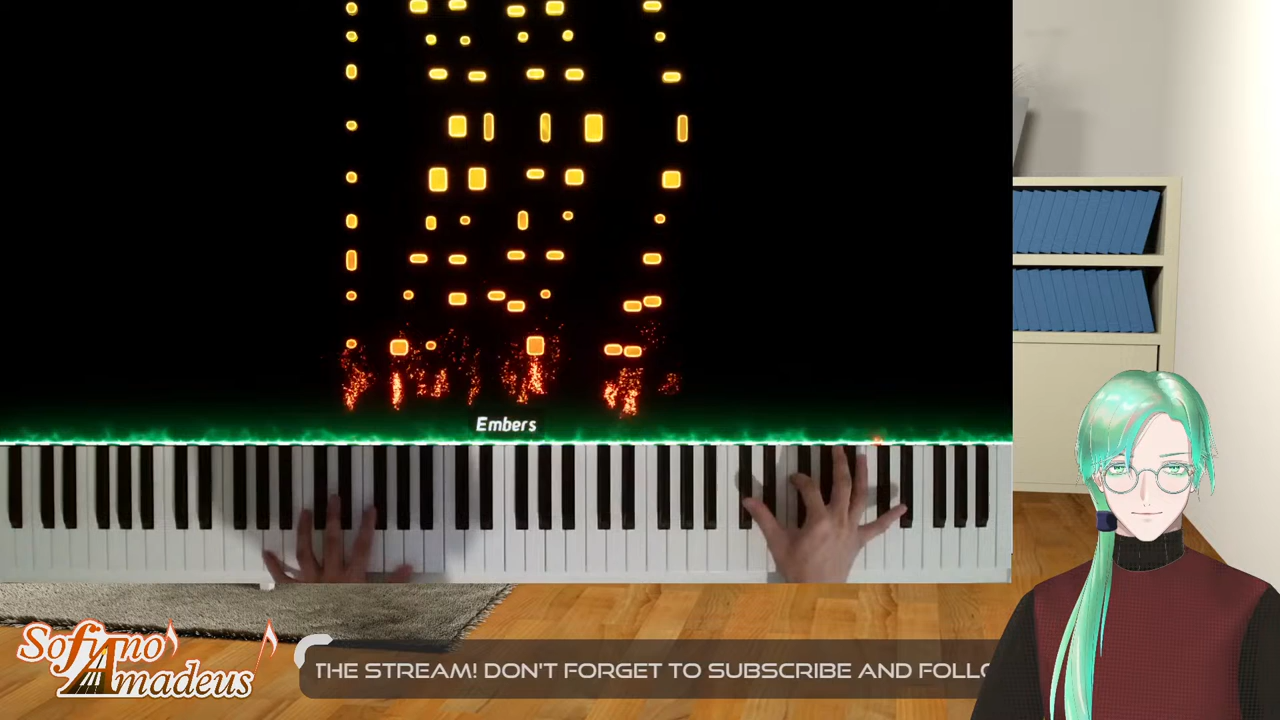 Embers
Sofiano
Amadeus
THE STREAM! DON'T FORGET TO SUBSCRIBE AND FOLLO